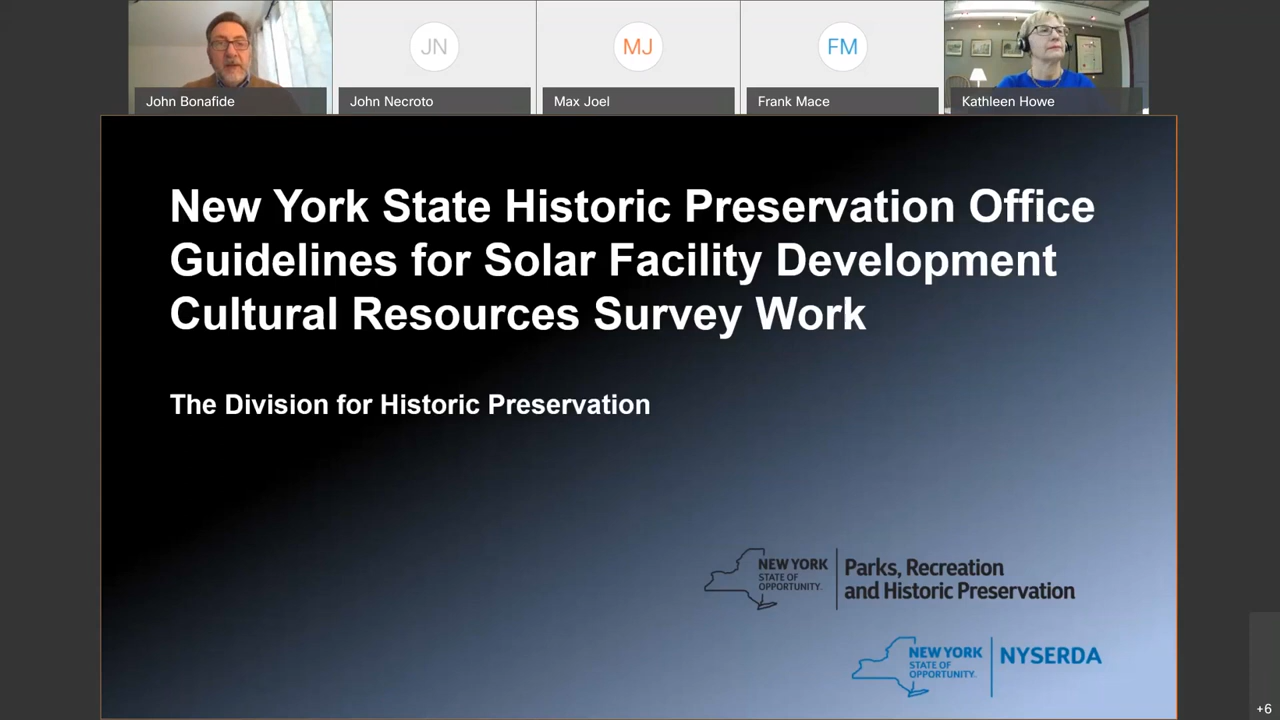 JN
MJ
FM
John Bonafide
John Necroto
Max Joel
Frank Mace
Kathleen Howe
New York State Historic Preservation Office
Guidelines for Solar Facility Development
Cultural Resources Survey Work
The Division for Historic Preservation
NEW YORK
STATE OF
OPPORTUNITY.
Parks, Recreation
and Historic Preservation
NEW YORK
STATE OF
OPPORTUNITY.
NYSERDA
+6